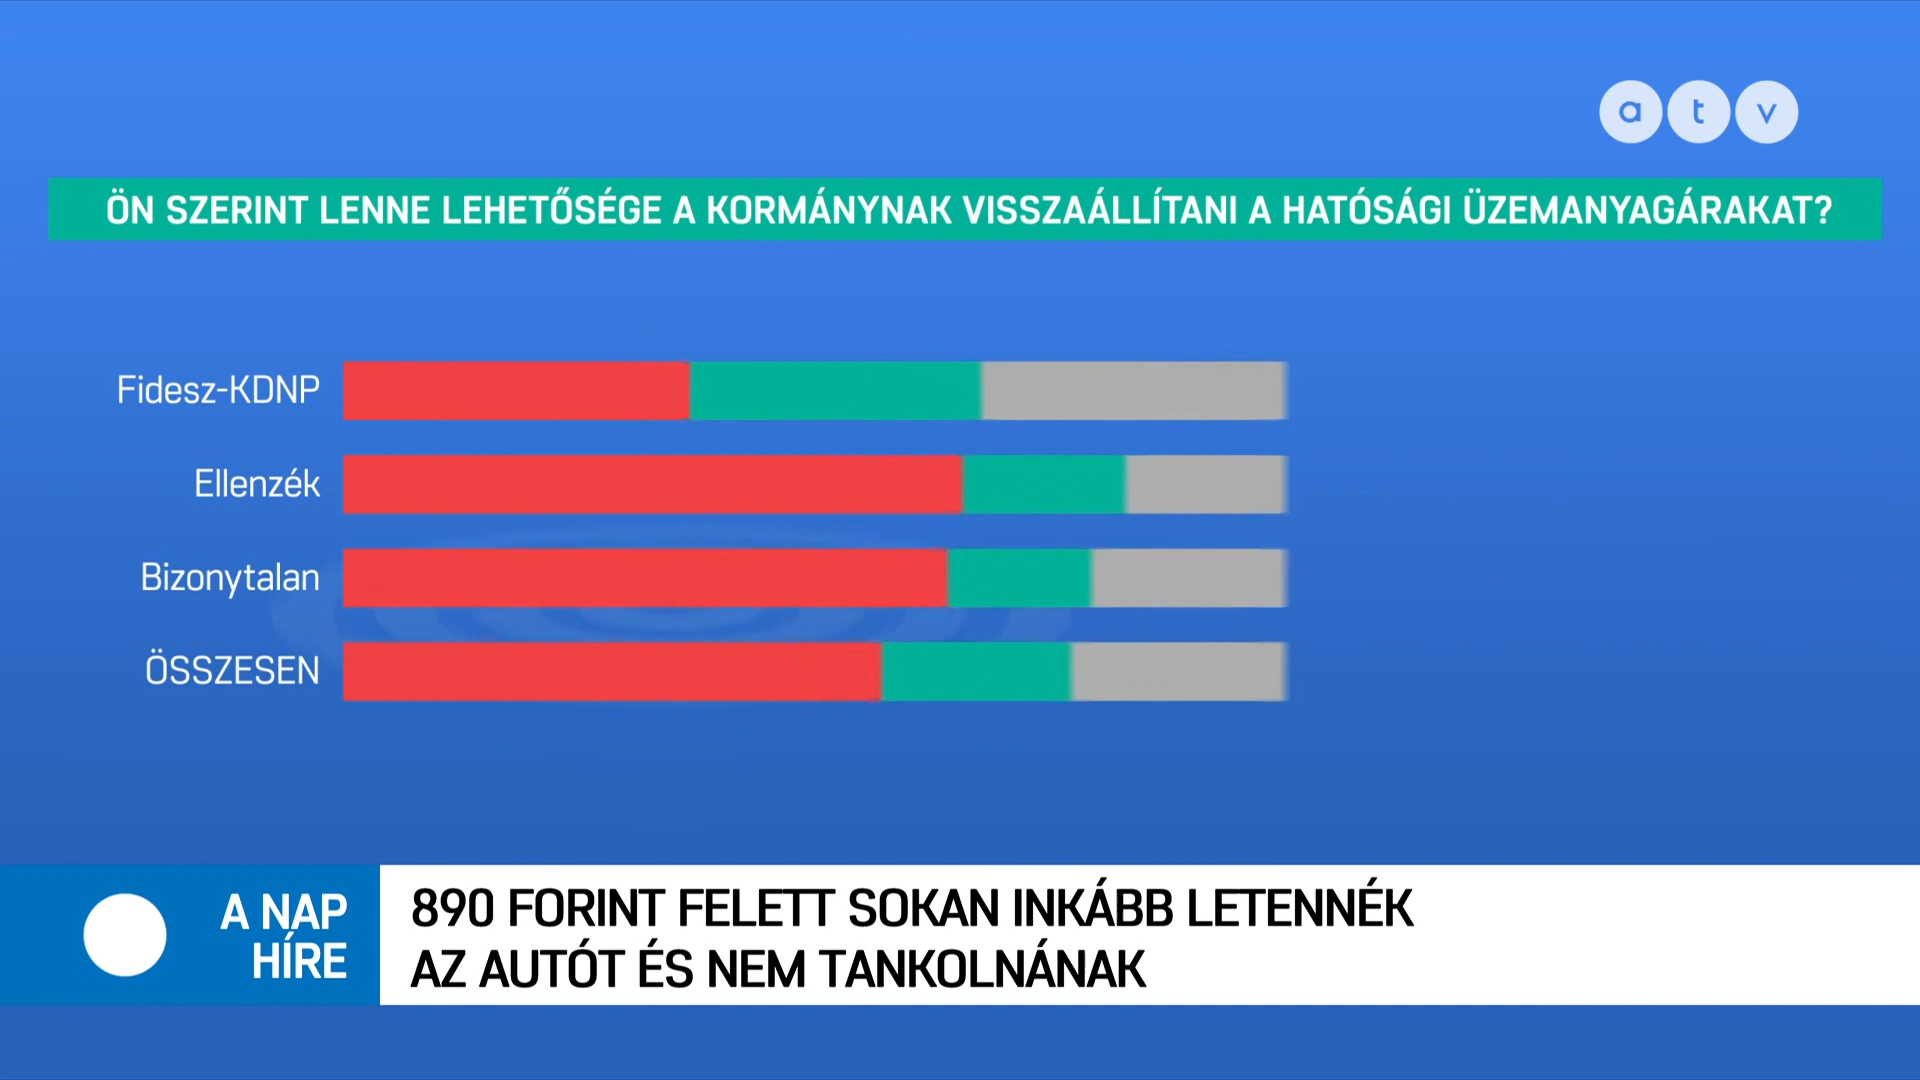 a t v
ÖN SZERINT LENNE LEHETŐSÉGE A KORMÁNYNAK VISSZAÁLLÍTANI A HATÓSÁGI ÜZEMANYAGÁRAKAT?
Fidesz-KDNP
Ellenzék
Bizonytalan
ÖSSZESEN
A NAP
HÍRE
890 FORINT FELETT SOKAN INKÁBB LETENNÉK
AZ AUTÓT ÉS NEM TANKOLNÁNAK